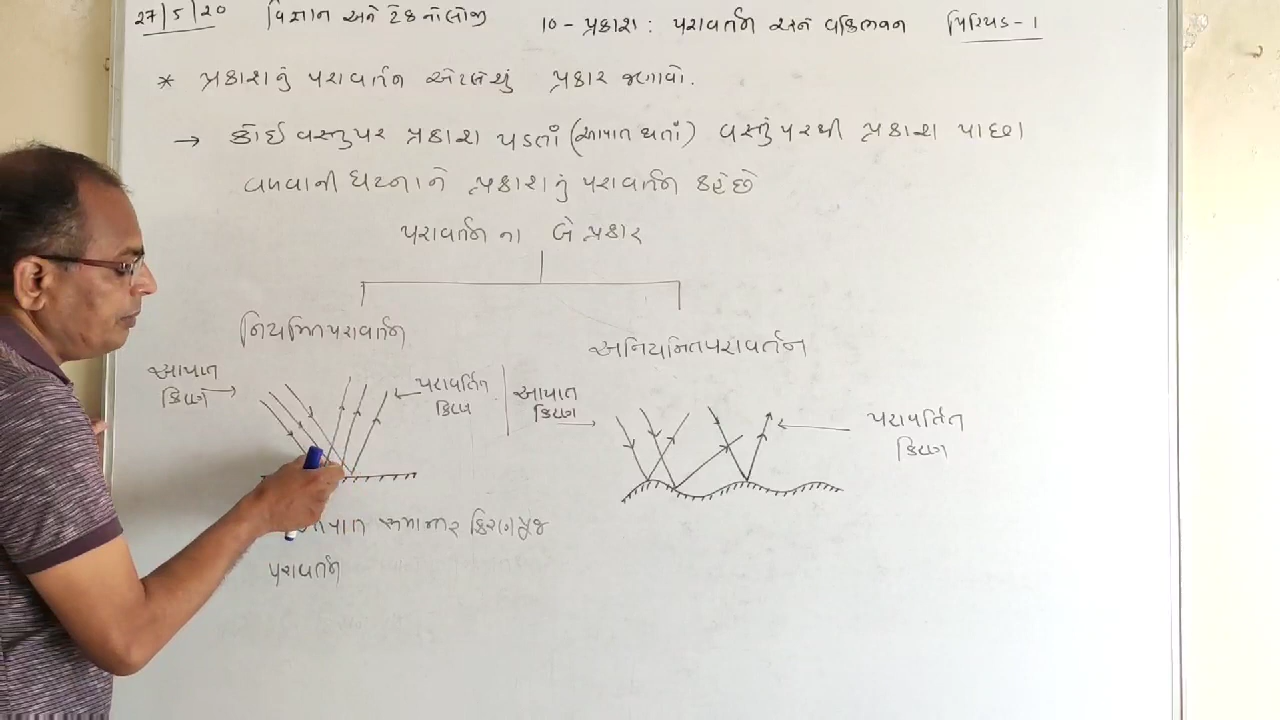 27/5/20 વિજ્ઞાન અને ટેકનોલોજી 10 - પ્રકાશ : પરાવર્તન અને વક્રિભવન પિરિયડ - 1
* પ્રકાશનું પરાવર્તન એટલેશું પ્રકાર જણાવો.
→ કોઈ વસ્તુ પર પ્રકાશ પડતાં (આપાત થતાં) વસ્તું પરથી પ્રકાશ પાછા
વળવાની ઘટનાને પ્રકાશનું પરાવર્તન કહેછે
પરાવર્તન ના બે પ્રકાર
નિયમિતપરાવર્તન
અનિયમિતપરાવર્તન
આપાત
કિરણ
પરાવર્તિત
કિરણ
આપાત
કિરણ
પરાવર્તિત
કિરણ
આપાત સમાન્તર કિરણપૂંજ
પરાવર્તન